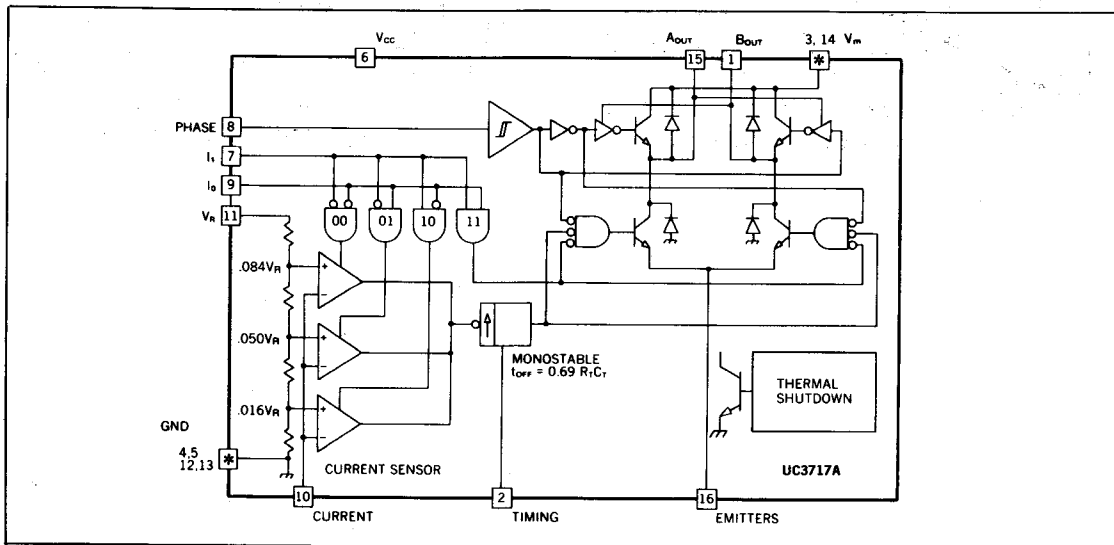 VCC
AOUT
BOUT
3, 14 Vm
6
15
1
*
PHASE 8
I1 7
I0 9
VR 11
00
01
10
11
.084VR
+
−
.050VR
+
−
.016VR
+
−
MONOSTABLE
tOFF = 0.69 RTCT
THERMAL
SHUTDOWN
GND
4,5
12,13
*
CURRENT SENSOR
UC3717A
10
CURRENT
2
TIMING
16
EMITTERS